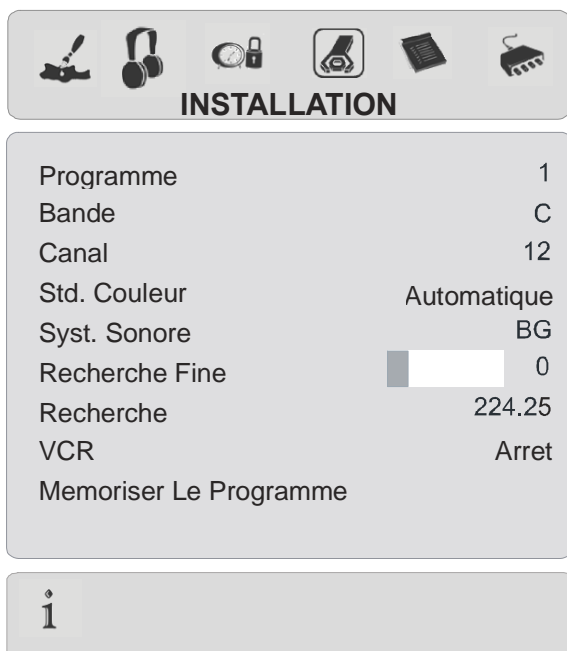 INSTALLATION
Programme 1
Bande C
Canal 12
Std. Couleur Automatique
Syst. Sonore BG
Recherche Fine 0
Recherche 224.25
VCR Arret
Memoriser Le Programme
i